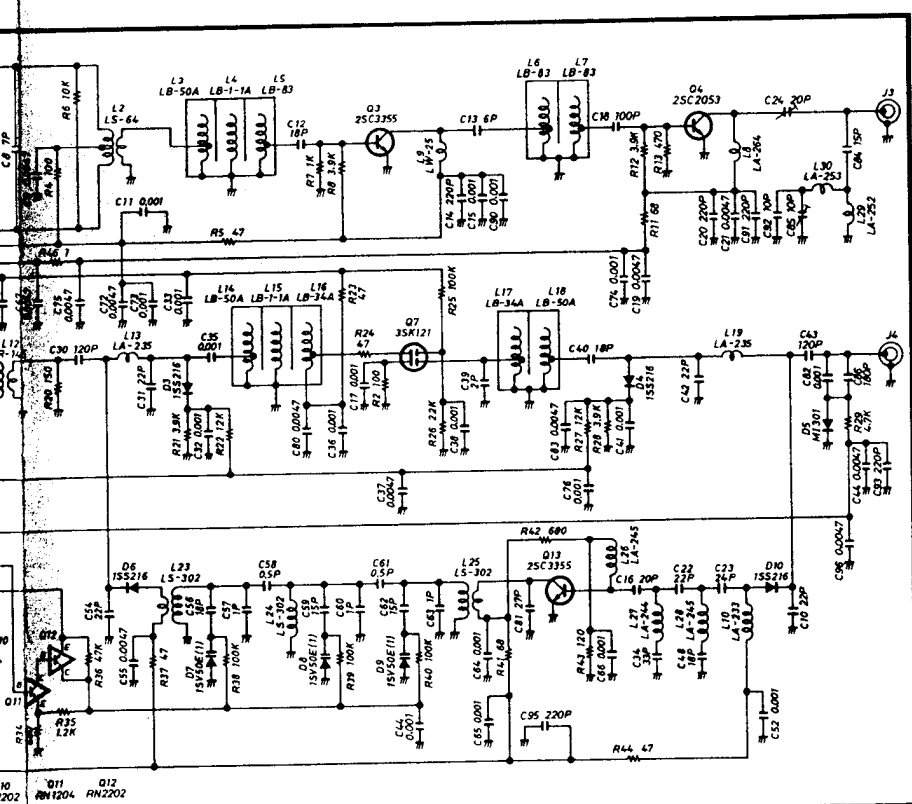 L6 L7
LB-83 LB-83
Q4
2SC2053
C24 20P
J3
L3 L4 L5
LB-50A LB-1-1A LB-83
L2
LS-64
R6 10K
C8 7P
R4 100
C12
18P
Q3
2SC3355
C13 6P
C18 100P
R7 1K
R8 3.9K
L9
LW-25
R12 3.9K
R13 470
L8
LA-264
C84 15P
L30
LA-253
C11 0.001
R5 47
C14 220P
C15 0.001
C90 0.001
R11 68
C20 220P
C21 0.0047
C91 220P
C92 10P
C85 10P
L29
LA-252
R46 1
C75
0.0047
C72
0.0047
C73
0.001
C33
0.001
L14 L15 L16
LB-50A LB-1-1A LB-34A
R23
47
R25 100K
L17 L18
LB-34A LB-50A
C74 0.001
C19 0.0047
L12
L13
LA-235
C30 120P
C35
0.001
R24
47
Q7
3SK121
C40 18P
L19
LA-235
C43
120P
J4
R20 150
C31 22P
D3
1SS216
C17 0.001
R2 100
C39
2P
D4
1SS216
C42 22P
C82
0.001
C86
180P
R21 3.9K
C32 0.001
R22 12K
C80 0.0047
C36 0.001
R26 22K
C38 0.001
C83 0.0047
R27 12K
R28 3.9K
C41 0.001
D5
M1301
R29
4.7K
C37
0.0047
C76
0.001
C44 0.0047
C93 220P
R42 680
L26
LA-245
C96 0.0047
D6
1SS216
L23
LS-302
C58
0.5P
C61
0.5P
L25
LS-302
Q13
2SC3355
C16 20P
C22
22P
C23
24P
D10
1SS216
C54
22P
C56
18P
C57
1P
L24
LS-302
C59
15P
C60
1P
C62
15P
C63 1P
C81 27P
L27
LA-244
L28
LA-245
L10
LA-233
C10 22P
Q12
E
B
C
R36 47K
C55 0.0047
R37 47
D7
1SV50E(1)
R38 100K
D8
1SV50E(1)
R39
100K
D9
1SV50E(1)
R40 100K
C64 0.001
R41 68
R43 120
C66 0.001
C34
33P
C48
18P
Q11
B
E
C
R34
R35
1.2K
C44
0.001
C65 0.001
C95 220P
C52 0.001
R44 47
Q11 Q12
RN1204 RN2202